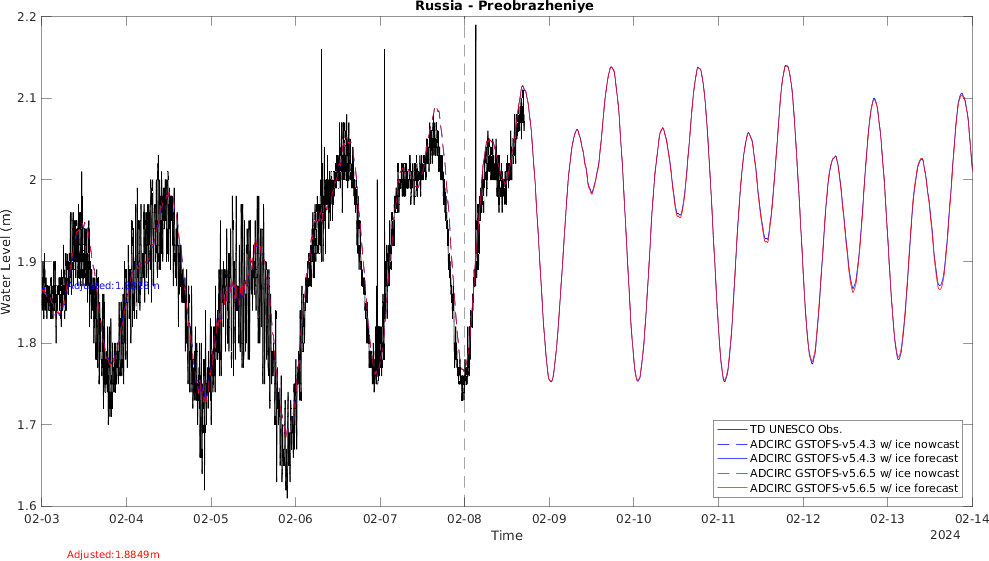 Russia - Preobrazheniye
2.2
2.1
2
1.9
1.8
1.7
1.6
Water Level (m)
Adjusted:
TD UNESCO Obs.
ADCIRC GSTOFS-v5.4.3 w/ ice nowcast
ADCIRC GSTOFS-v5.4.3 w/ ice forecast
ADCIRC GSTOFS-v5.6.5 w/ ice nowcast
ADCIRC GSTOFS-v5.6.5 w/ ice forecast
02-03 02-04 02-05 02-06 02-07 02-08 02-09 02-10 02-11 02-12 02-13 02-14
Time
2024
Adjusted:1.8849m